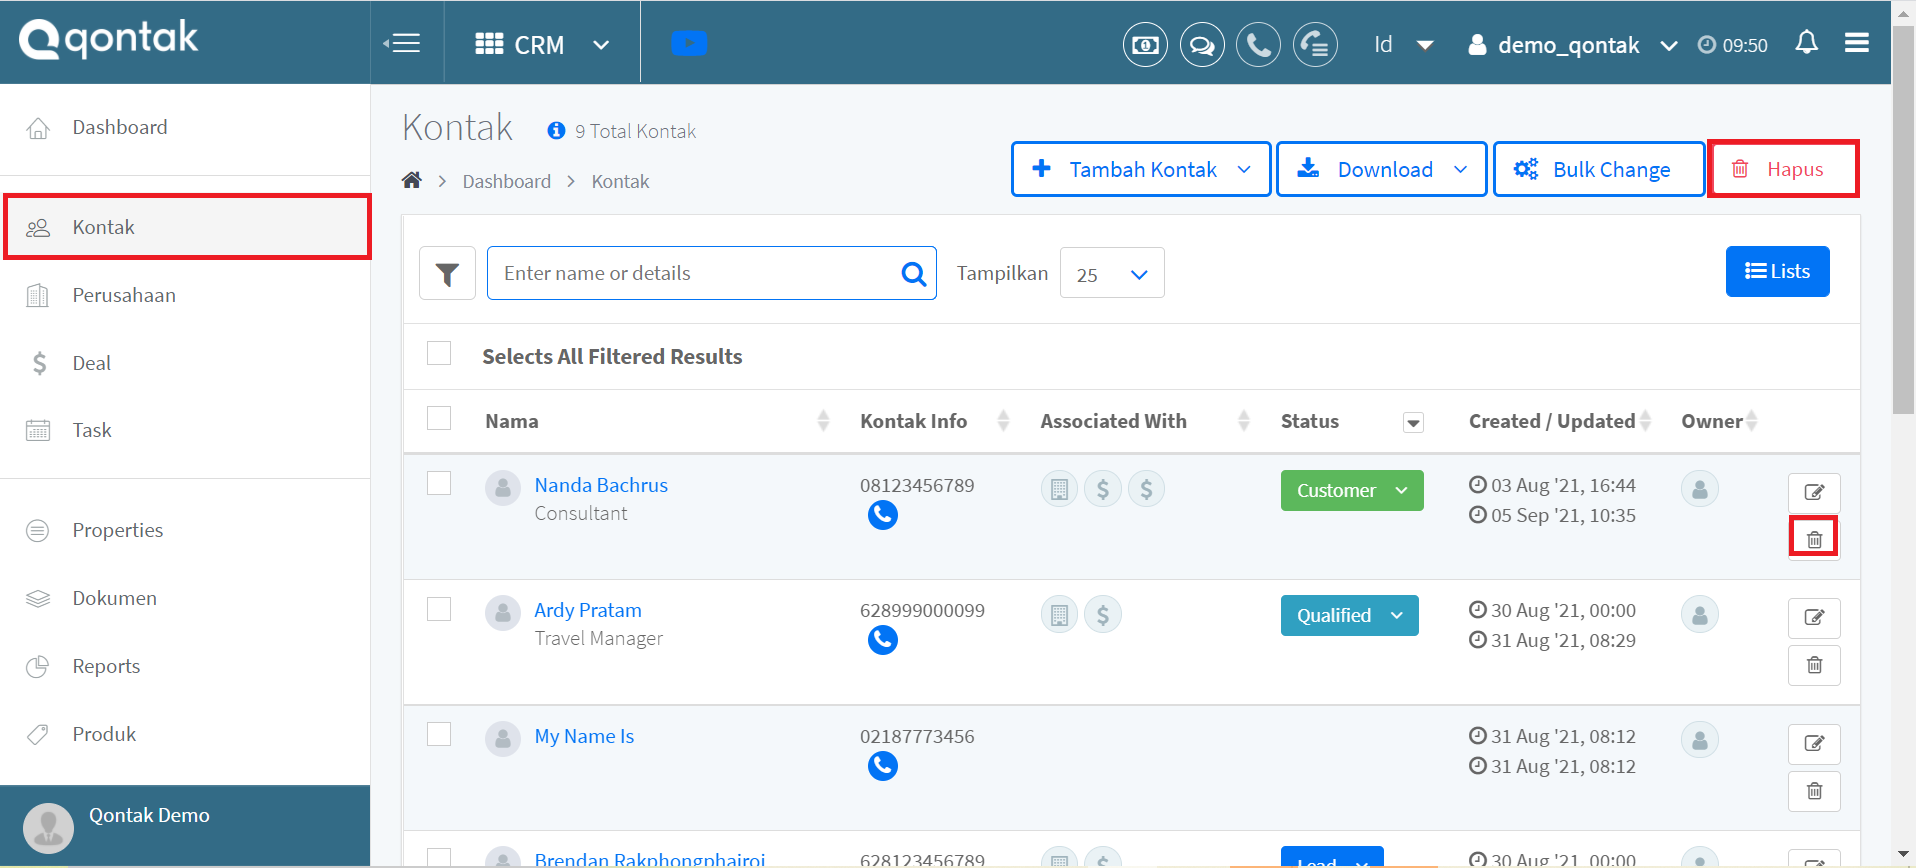 qontak
CRM
Id
demo_qontak
09:50
Dashboard
Kontak
Perusahaan
Deal
Task
Properties
Dokumen
Reports
Produk
Qontak Demo
Kontak
9 Total Kontak
Dashboard
Kontak
Tambah Kontak
Download
Bulk Change
Hapus
Enter name or details
Tampilkan
25
Lists
Selects All Filtered Results
Nama Kontak Info Associated With Status Created / Updated Owner
Nanda Bachrus 08123456789 Customer 03 Aug '21, 16:44
Consultant 05 Sep '21, 10:35
Ardy Pratam 628999000099 Qualified 30 Aug '21, 00:00
Travel Manager 31 Aug '21, 08:29
My Name Is 02187773456 31 Aug '21, 08:12
31 Aug '21, 08:12
Brendan Rakphongphairoj 628123456789 Lead 30 Aug '21, 00:00